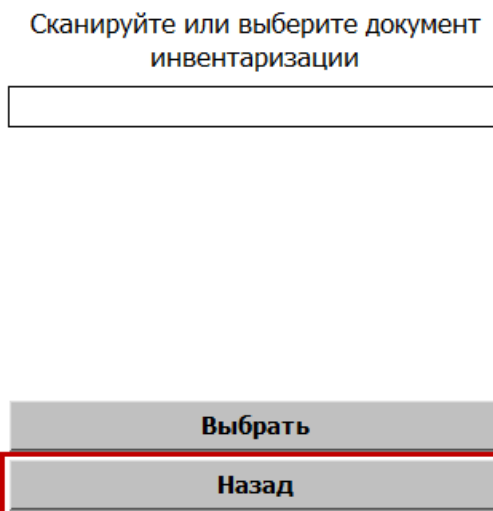 Сканируйте или выберите документ
инвентаризации
Выбрать
Назад